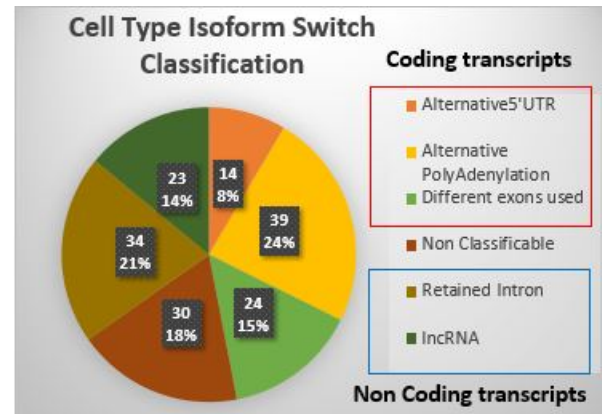 Cell Type Isoform Switch
Classification
Coding transcripts
Alternative5'UTR
Alternative
PolyAdenylation
Different exons used
Non Classificable
Retained Intron
lncRNA
Non Coding transcripts
14
8%
39
24%
24
15%
30
18%
34
21%
23
14%